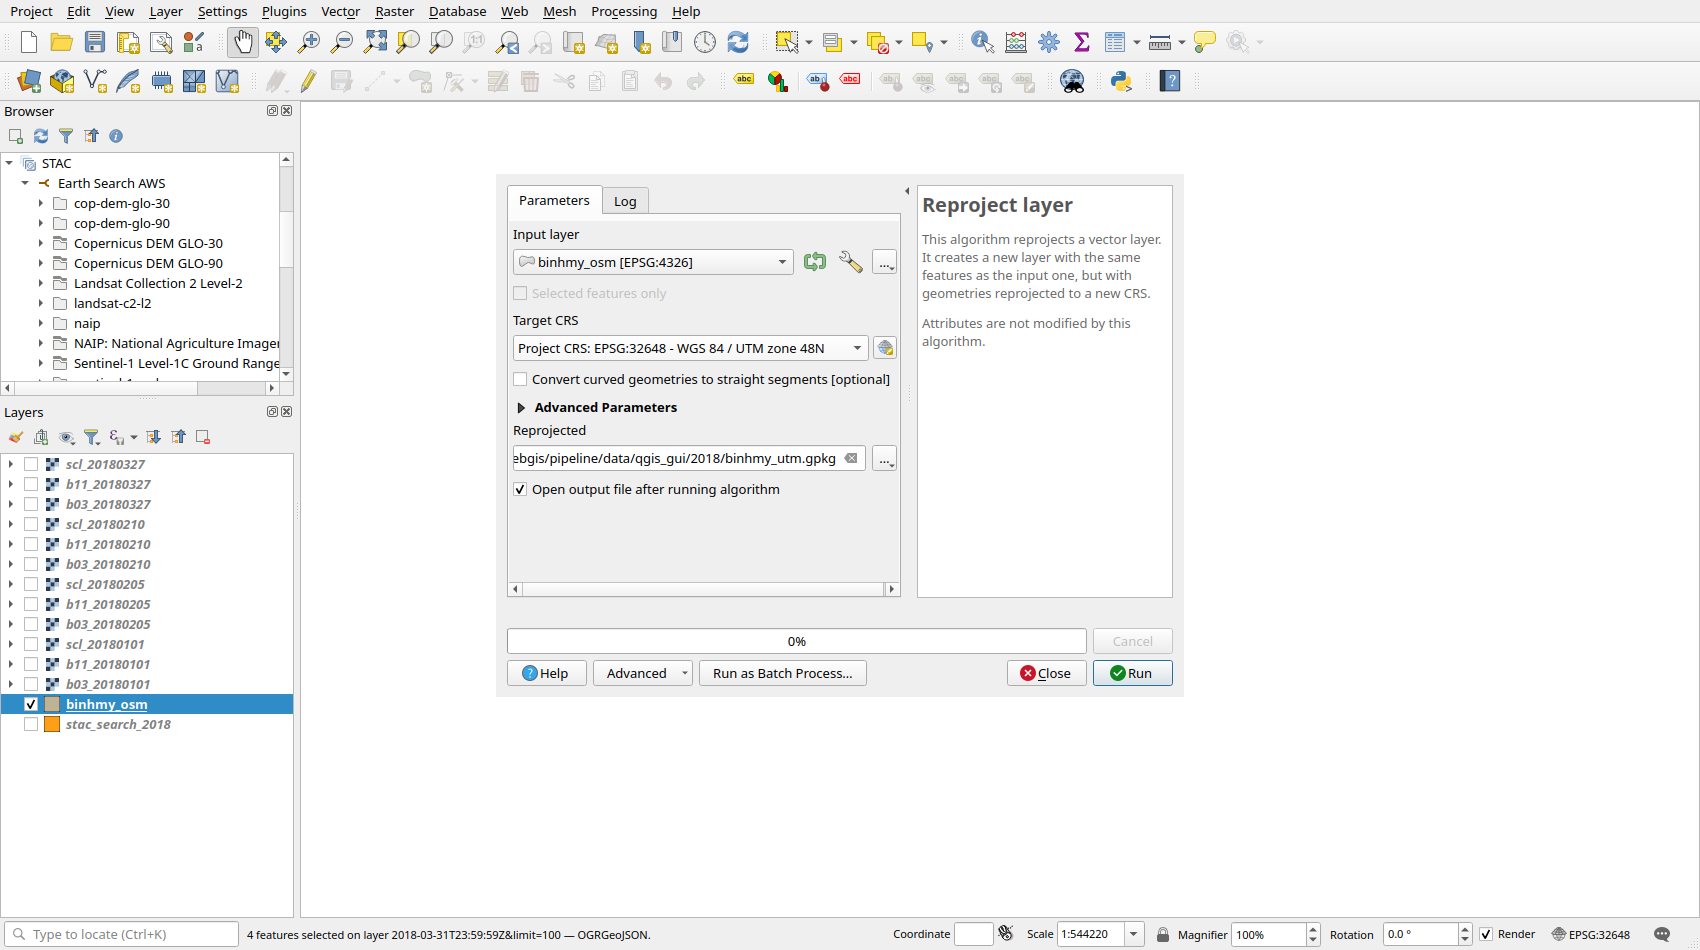 Project Edit View Layer Settings Plugins Vector Raster Database Web Mesh Processing Help
Browser
STAC
Earth Search AWS
cop-dem-glo-30
cop-dem-glo-90
Copernicus DEM GLO-30
Copernicus DEM GLO-90
Landsat Collection 2 Level-2
landsat-c2-l2
naip
NAIP: National Agriculture Imager
Sentinel-1 Level-1C Ground Range
Layers
scl_20180327
b11_20180327
b03_20180327
scl_20180210
b11_20180210
b03_20180210
scl_20180205
b11_20180205
b03_20180205
scl_20180101
b11_20180101
b03_20180101
binhmy_osm
stac_search_2018
Parameters Log
Input layer
binhmy_osm [EPSG:4326]
...
Selected features only
Target CRS
Project CRS: EPSG:32648 - WGS 84 / UTM zone 48N
Convert curved geometries to straight segments [optional]
Advanced Parameters
Reprojected
ebgis/pipeline/data/qgis_gui/2018/binhmy_utm.gpkg
...
Open output file after running algorithm
Reproject layer
This algorithm reprojects a vector layer.
It creates a new layer with the same
features as the input one, but with
geometries reprojected to a new CRS.
Attributes are not modified by this
algorithm.
0%
Cancel
Help Advanced Run as Batch Process... Close Run
Type to locate (Ctrl+K)
4 features selected on layer 2018-03-31T23:59:59Z&limit=100 — OGRGeoJSON.
Coordinate Scale 1:544220 Magnifier 100% Rotation 0.0 ° Render EPSG:32648